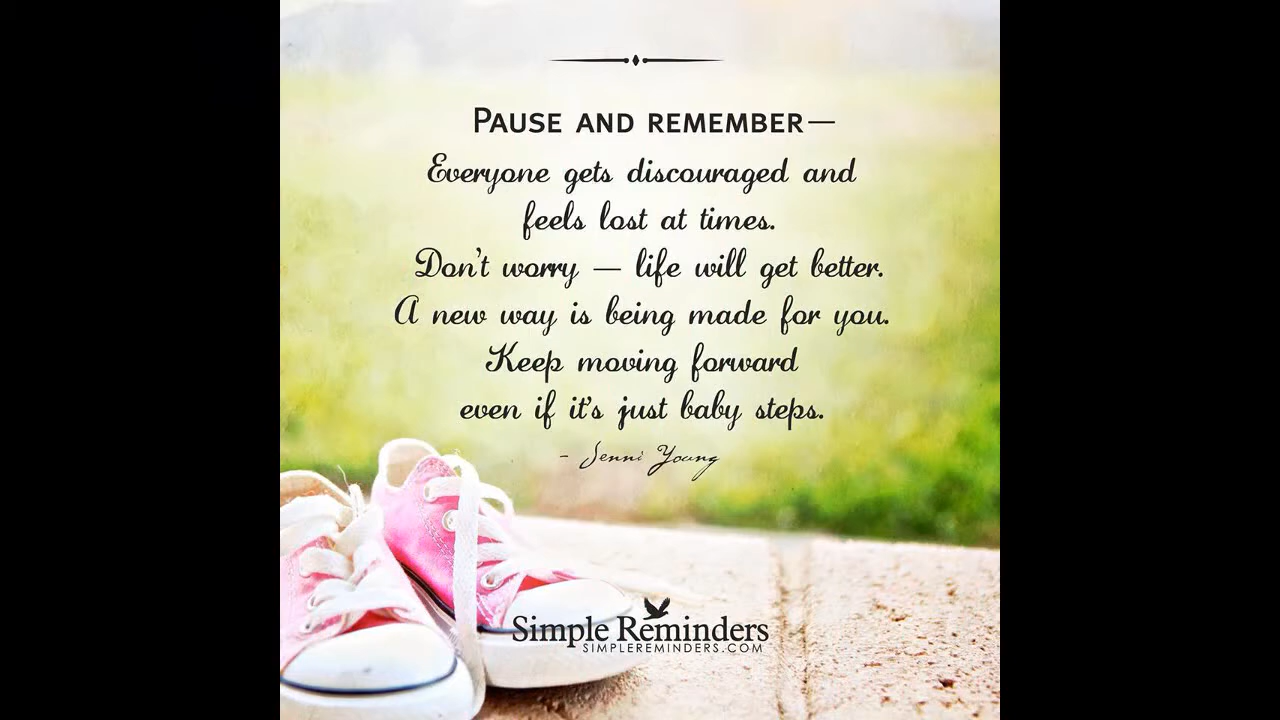 Pause and remember—
Everyone gets discouraged and
feels lost at times.
Don't worry — life will get better.
A new way is being made for you.
Keep moving forward
even if it's just baby steps.
- Jenni Young
Simple Reminders
SIMPLEREMINDERS.COM